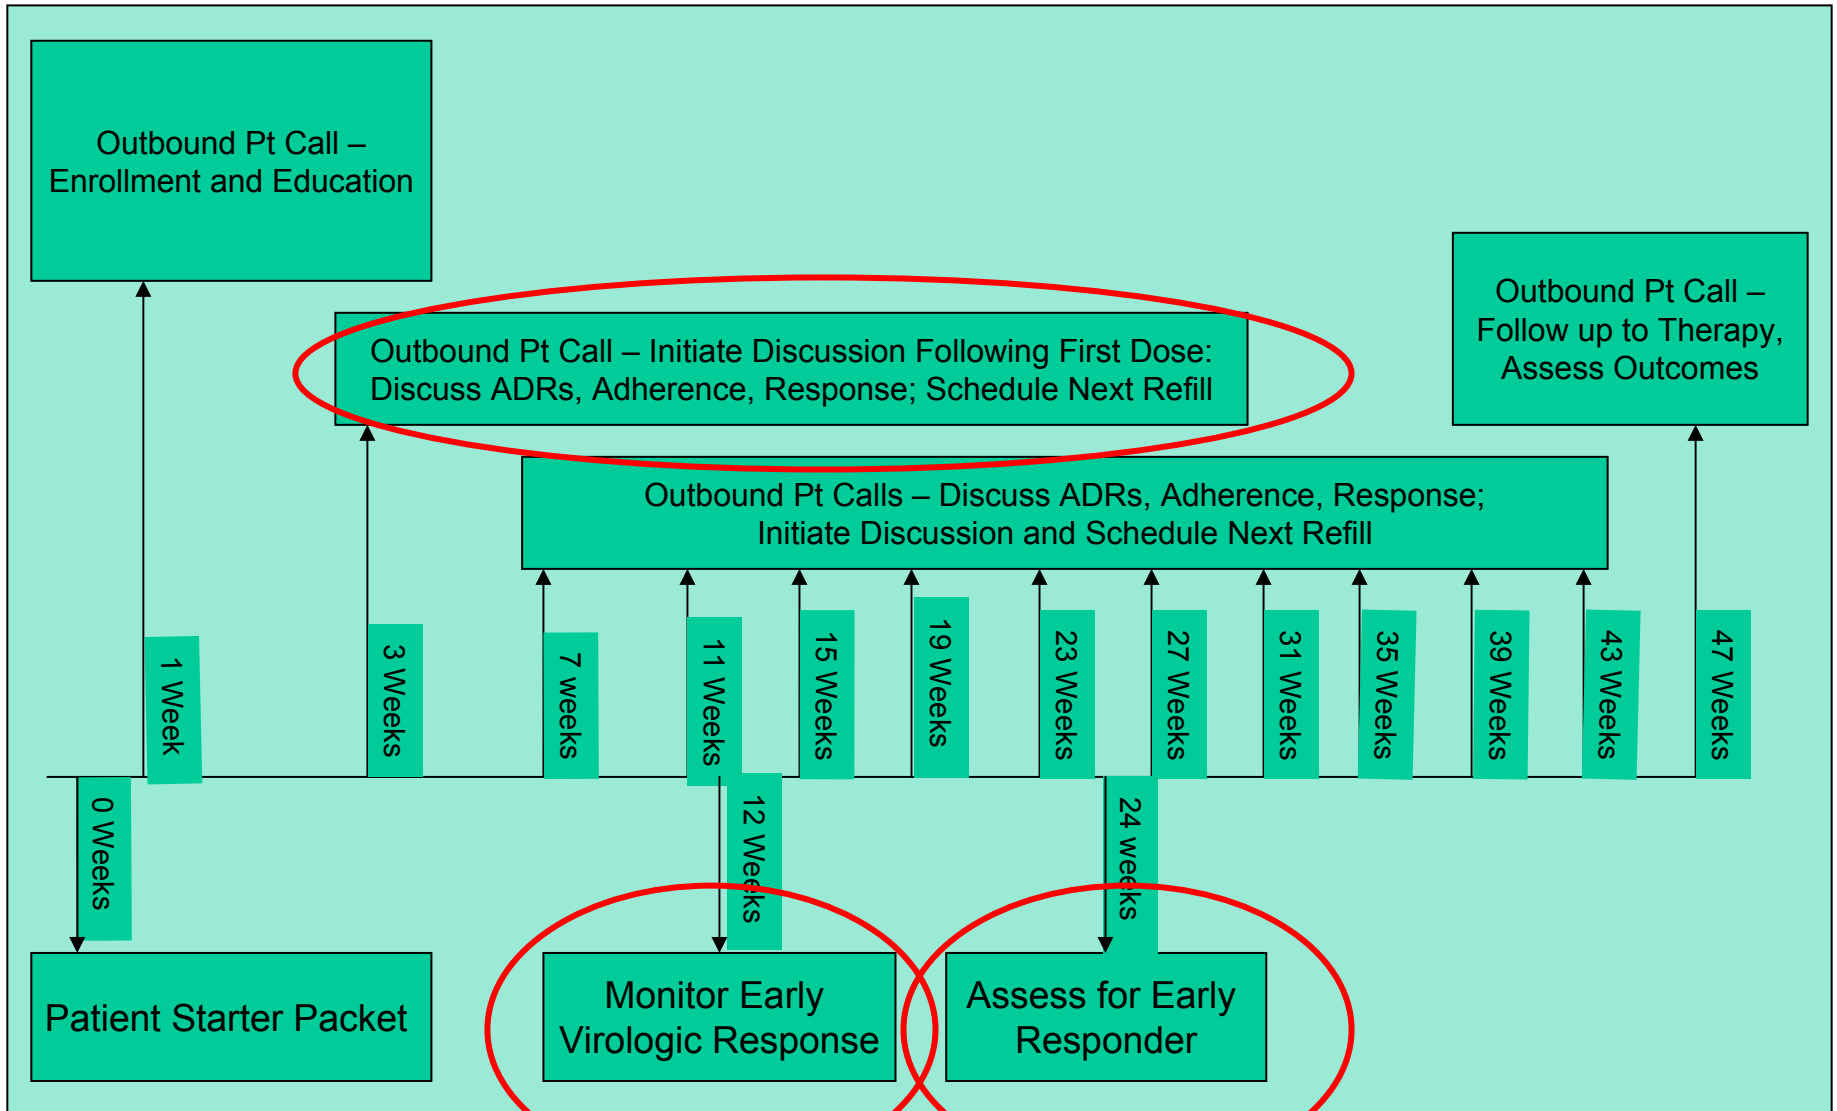 Outbound Pt Call –
Enrollment and Education
Outbound Pt Call – Initiate Discussion Following First Dose:
Discuss ADRs, Adherence, Response; Schedule Next Refill
Outbound Pt Call –
Follow up to Therapy,
Assess Outcomes
Outbound Pt Calls – Discuss ADRs, Adherence, Response;
Initiate Discussion and Schedule Next Refill
1 Week
3 Weeks
7 weeks
11 Weeks
15 Weeks
19 Weeks
23 Weeks
27 Weeks
31 Weeks
35 Weeks
39 Weeks
43 Weeks
47 Weeks
0 Weeks
12 Weeks
24 weeks
Patient Starter Packet
Monitor Early
Virologic Response
Assess for Early
Responder